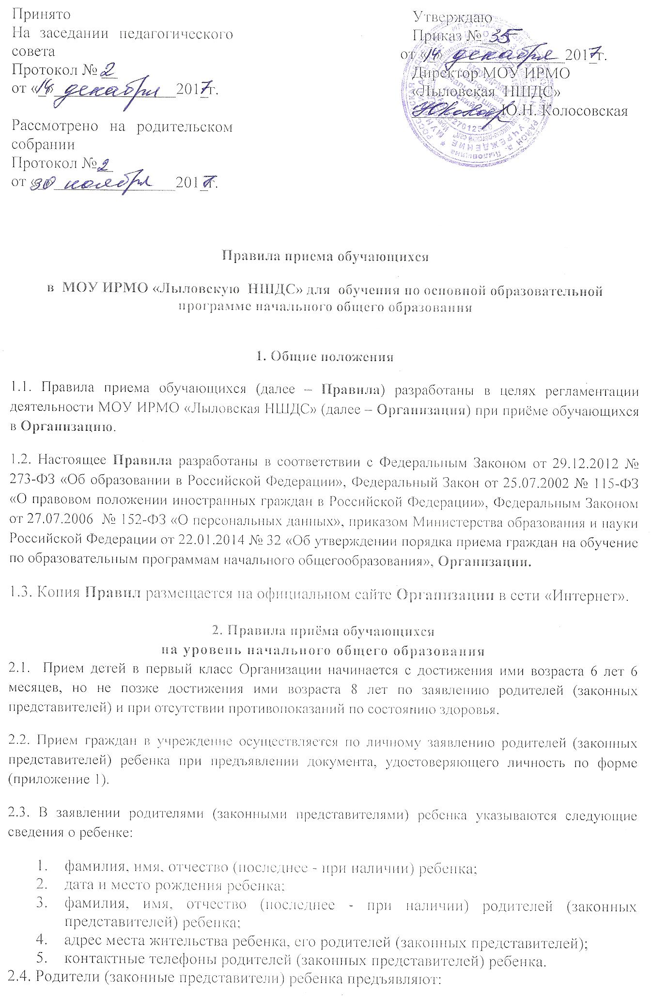 Принято
На заседании педагогического
совета
Протокол № 2
от «14» декабря 2017г.
Рассмотрено на родительском
собрании
Протокол № 2
от 30 ноября 2017г.
Утверждаю
Приказ № 35
от «14» декабря 2017г.
Директор МОУ ИРМО
«Лыловская НШДС»
Ю.Н. Колосовская
Правила приема обучающихся
в МОУ ИРМО «Лыловскую НШДС» для обучения по основной образовательной
программе начального общего образования
1. Общие положения
1.1. Правила приема обучающихся (далее – Правила) разработаны в целях регламентации
деятельности МОУ ИРМО «Лыловская НШДС» (далее – Организация) при приёме обучающихся
в Организацию.
1.2. Настоящее Правила разработаны в соответствии с Федеральным Законом от 29.12.2012 №
273-ФЗ «Об образовании в Российской Федерации», Федеральный Закон от 25.07.2002 № 115-ФЗ
«О правовом положении иностранных граждан в Российской Федерации», Федеральным Законом
от 27.07.2006 № 152-ФЗ «О персональных данных», приказом Министерства образования и науки
Российской Федерации от 22.01.2014 № 32 «Об утверждении порядка приема граждан на обучение
по образовательным программам начального общегообразования», Организации.
1.3. Копия Правил размещается на официальном сайте Организации в сети «Интернет».
2. Правила приёма обучающихся
на уровень начального общего образования
2.1. Прием детей в первый класс Организации начинается с достижения ими возраста 6 лет 6
месяцев, но не позже достижения ими возраста 8 лет по заявлению родителей (законных
представителей) и при отсутствии противопоказаний по состоянию здоровья.
2.2. Прием граждан в учреждение осуществляется по личному заявлению родителей (законных
представителей) ребенка при предъявлении документа, удостоверяющего личность по форме
(приложение 1).
2.3. В заявлении родителями (законными представителями) ребенка указываются следующие
сведения о ребенке:
1. фамилия, имя, отчество (последнее - при наличии) ребенка;
2. дата и место рождения ребенка;
3. фамилия, имя, отчество (последнее - при наличии) родителей (законных
представителей) ребенка;
4. адрес места жительства ребенка, его родителей (законных представителей);
5. контактные телефоны родителей (законных представителей) ребенка.
2.4. Родители (законные представители) ребенка предъявляют: